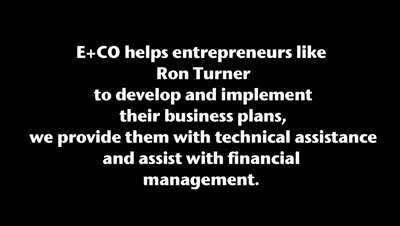 E+CO helps entrepreneurs like
Ron Turner
to develop and implement
their business plans,
we provide them with technical assistance
and assist with financial
management.